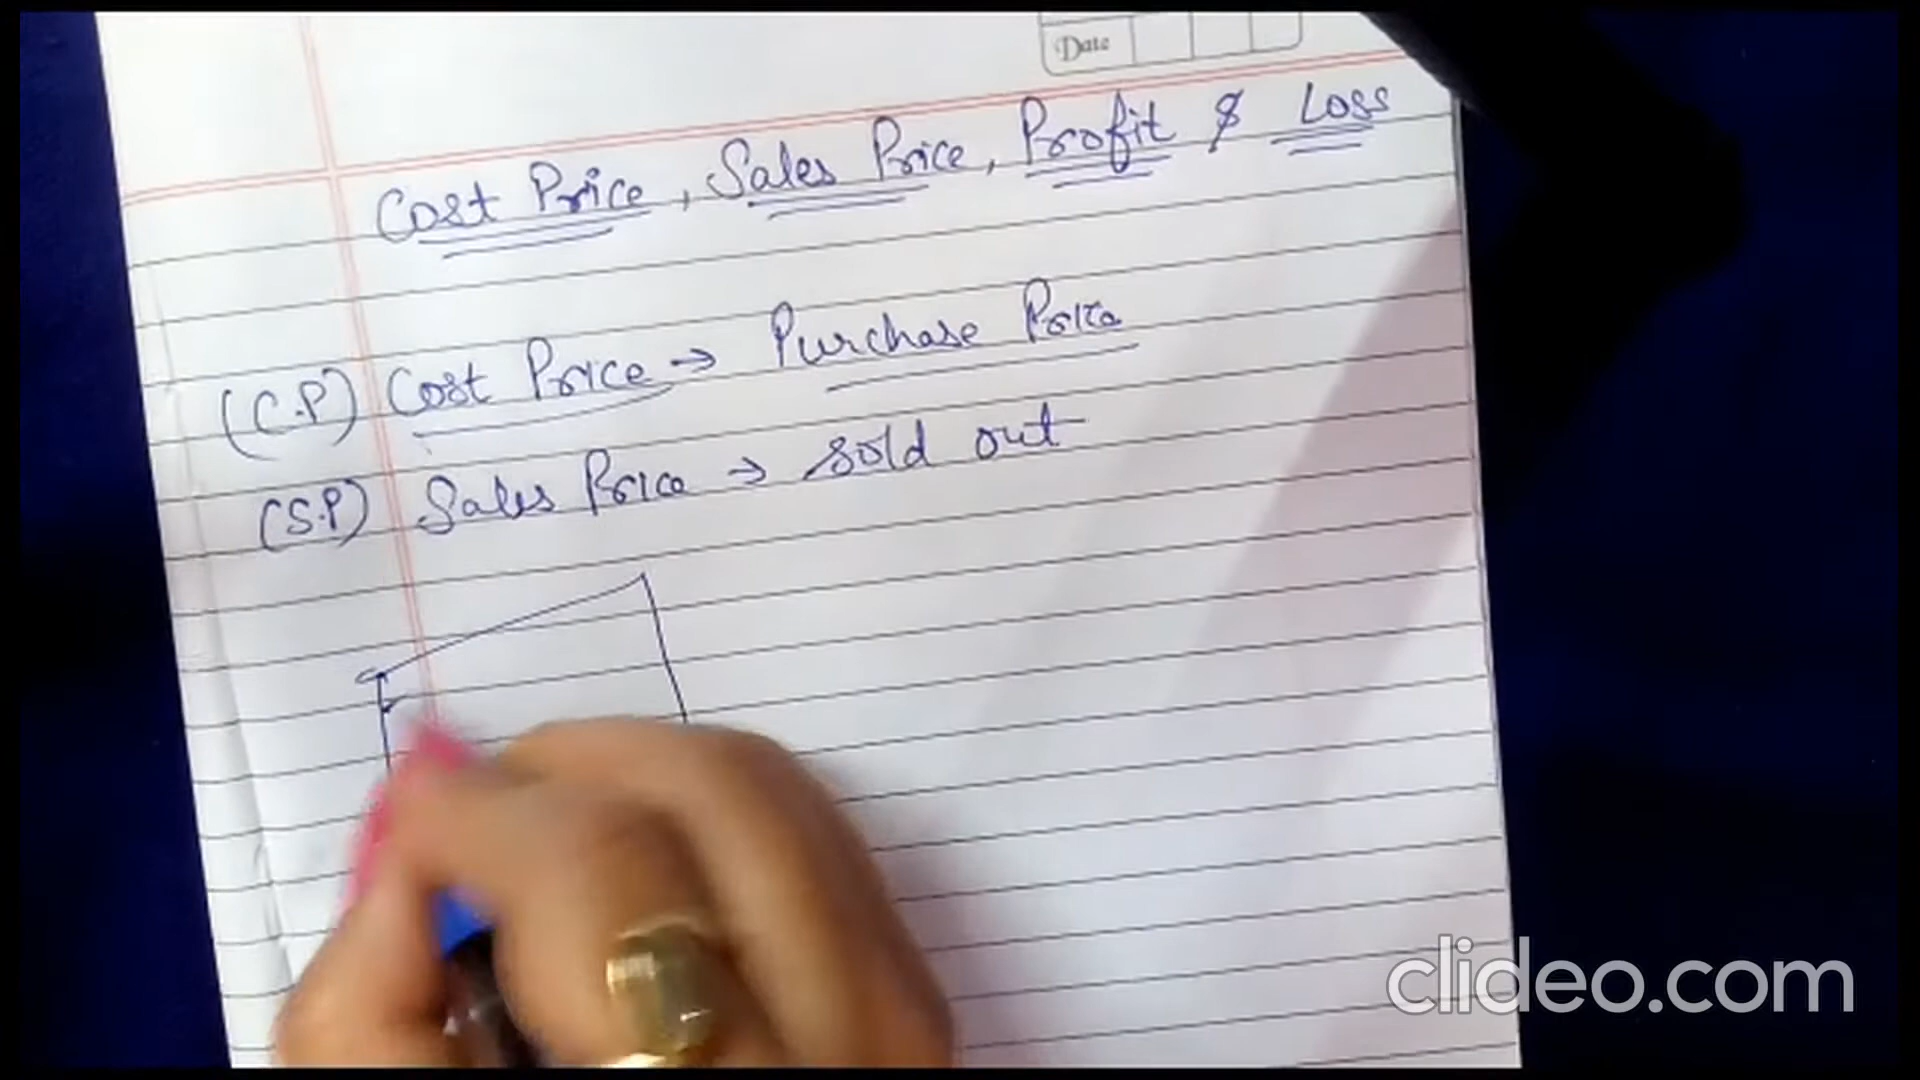 Date
Cost Price, Sales Price, Profit & Loss
(C.P) Cost Price → Purchase Price
(S.P) Sales Price → sold out
clideo.com